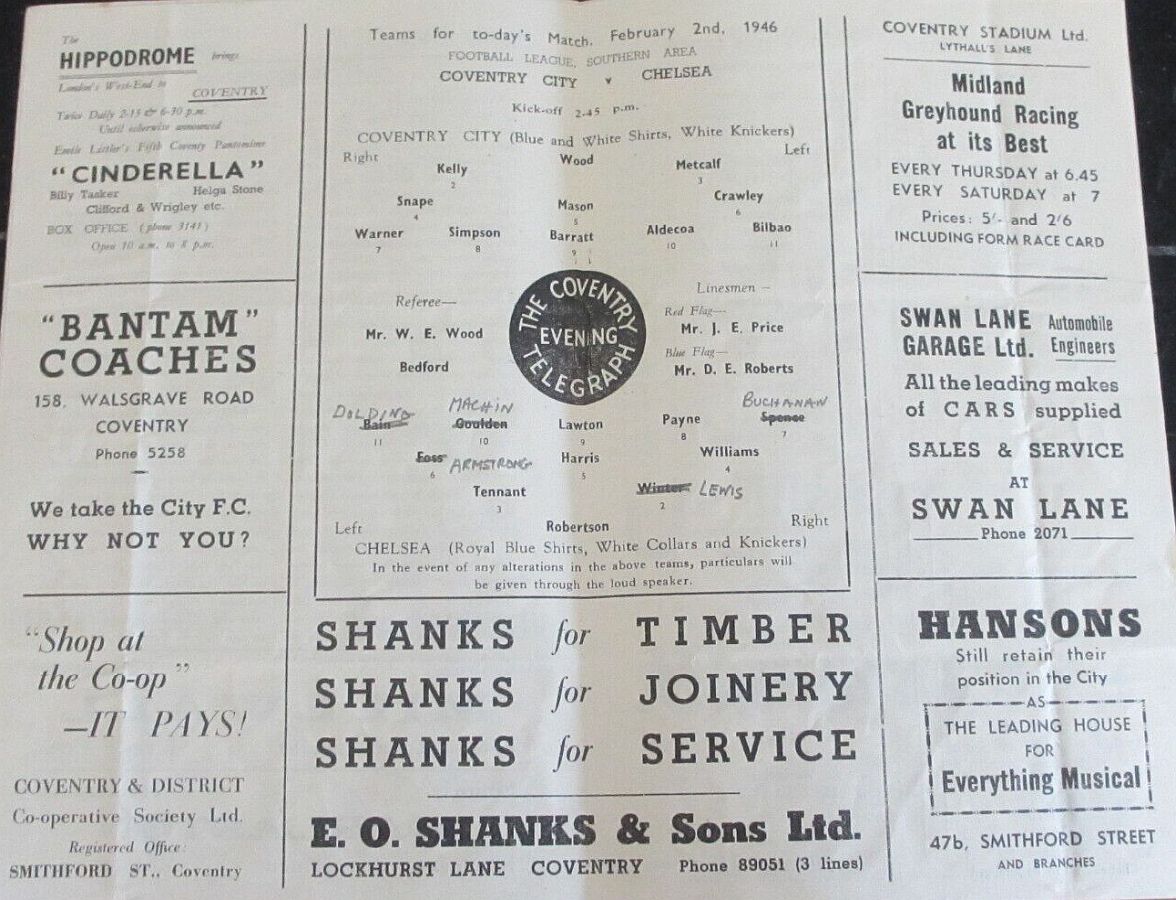 The
HIPPODROME brings
London's West-End to
COVENTRY
Twice Daily 2-15 & 6-30 p.m.
Until otherwise announced
Emile Littler's Fifth Coventy Pantomime
"CINDERELLA"
Billy Tasker Helga Stone
Clifford & Wrigley etc.
BOX OFFICE (phone 3141)
Open 10 a.m. to 8 p.m.
"BANTAM"
COACHES
158, WALSGRAVE ROAD
COVENTRY
Phone 5258
We take the City F.C.
WHY NOT YOU?
"Shop at
the Co-op"
—IT PAYS!
COVENTRY & DISTRICT
Co-operative Society Ltd.
Registered Office:
SMITHFORD ST., Coventry
Teams for to-day's Match, February 2nd, 1946
FOOTBALL LEAGUE, SOUTHERN AREA
COVENTRY CITY v CHELSEA
Kick-off 2.45 p.m.
COVENTRY CITY (Blue and White Shirts, White Knickers)
Right Left
Wood
Kelly Metcalf
2 3
Snape Mason Crawley
4 5 6
Warner Simpson Barratt Aldecoa Bilbao
7 8 9 10 11
Referee— Linesmen —
Red Flag—
Mr. W. E. Wood Mr. J. E. Price
Blue Flag—
Bedford Mr. D. E. Roberts
THE COVENTRY
EVENING
TELEGRAPH
DOLDING MACHIN BUCHANAN
Bain Goulden Lawton Payne Spence
11 10 9 8 7
Foss ARMSTRONG Harris Williams
6 5 4
Tennant Winter LEWIS
3 2
Left Robertson Right
CHELSEA (Royal Blue Shirts, White Collars and Knickers)
In the event of any alterations in the above teams, particulars will
be given through the loud speaker.
SHANKS for TIMBER
SHANKS for JOINERY
SHANKS for SERVICE
E. O. SHANKS & Sons Ltd.
LOCKHURST LANE COVENTRY Phone 89051 (3 lines)
COVENTRY STADIUM Ltd.
LYTHALL'S LANE
Midland
Greyhound Racing
at its Best
EVERY THURSDAY at 6.45
EVERY SATURDAY at 7
Prices: 5/- and 2/6
INCLUDING FORM RACE CARD
SWAN LANE Automobile
GARAGE Ltd. Engineers
All the leading makes
of CARS supplied
SALES & SERVICE
AT
SWAN LANE
Phone 2071
HANSONS
Still retain their
position in the City
—AS—
THE LEADING HOUSE
FOR
Everything Musical
47b, SMITHFORD STREET
AND BRANCHES